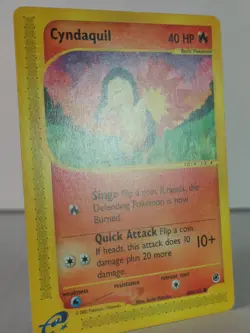 Cyndaquil 40 HP
Basic Pokémon
Singe Flip a coin. If heads, the
Defending Pokémon is now
Burned.
Quick Attack Flip a coin.
If heads, this attack does 10
damage plus 20 more
damage.
10+
weakness resistance retreat cost